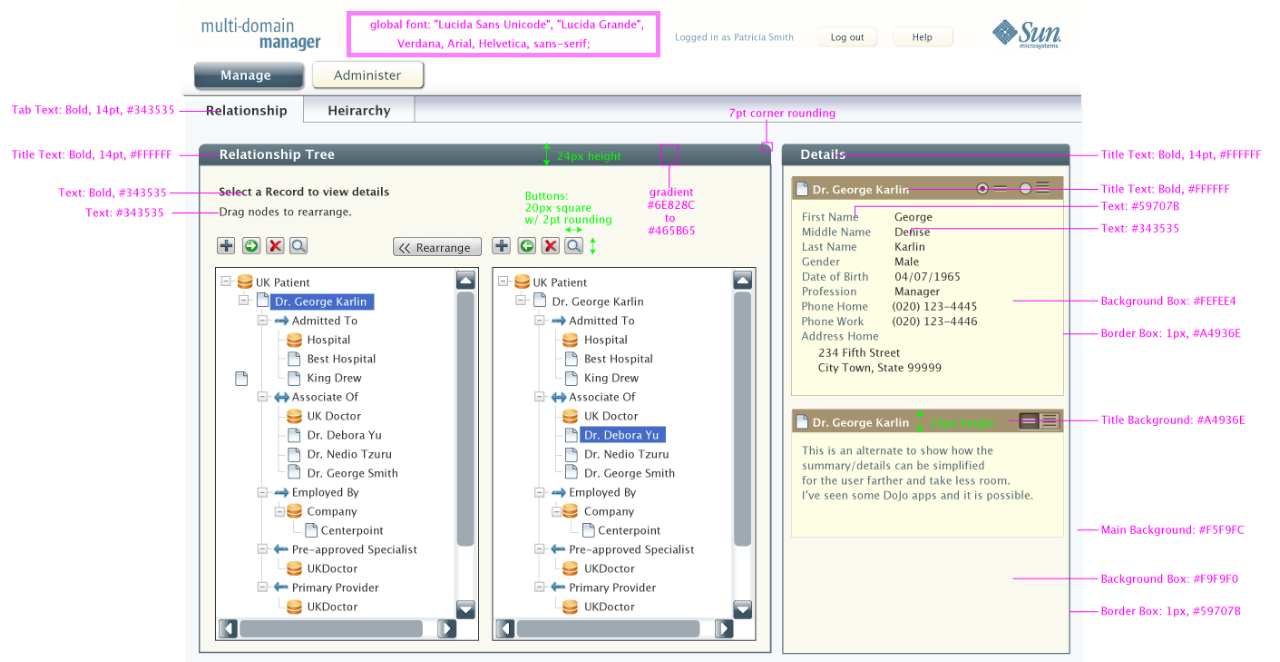 multi-domain
manager
global font: "Lucida Sans Unicode", "Lucida Grande",
Verdana, Arial, Helvetica, sans-serif;
Logged in as Patricia Smith
Log out
Help
Sun
microsystems
Manage
Administer
Tab Text: Bold, 14pt, #343535
Relationship
Heirarchy
7pt corner rounding
Title Text: Bold, 14pt, #FFFFFF
Relationship Tree
24px height
Details
Title Text: Bold, 14pt, #FFFFFF
Text: Bold, #343535
Select a Record to view details
Text: #343535
Drag nodes to rearrange.
Buttons:
20px square
w/ 2pt rounding
gradient
#6E828C
to
#465B65
<< Rearrange
UK Patient
Dr. George Karlin
Admitted To
Hospital
Best Hospital
King Drew
Associate Of
UK Doctor
Dr. Debora Yu
Dr. Nedio Tzuru
Dr. George Smith
Employed By
Company
Centerpoint
Pre-approved Specialist
UKDoctor
Primary Provider
UKDoctor
UK Patient
Dr. George Karlin
Admitted To
Hospital
Best Hospital
King Drew
Associate Of
UK Doctor
Dr. Debora Yu
Dr. Nedio Tzuru
Dr. George Smith
Employed By
Company
Centerpoint
Pre-approved Specialist
UKDoctor
Primary Provider
UKDoctor
Dr. George Karlin
Title Text: Bold, #FFFFFF
First Name George
Text: #59707B
Middle Name Denise
Text: #343535
Last Name Karlin
Gender Male
Date of Birth 04/07/1965
Profession Manager
Phone Home (020) 123-4445
Background Box: #FEFEE4
Phone Work (020) 123-4446
Address Home
Border Box: 1px, #A4936E
234 Fifth Street
City Town, State 99999
Dr. George Karlin
24px height
Title Background: #A4936E
This is an alternate to show how the
summary/details can be simplified
for the user farther and take less room.
I've seen some DoJo apps and it is possible.
Main Background: #F5F9FC
Background Box: #F9F9F0
Border Box: 1px, #59707B